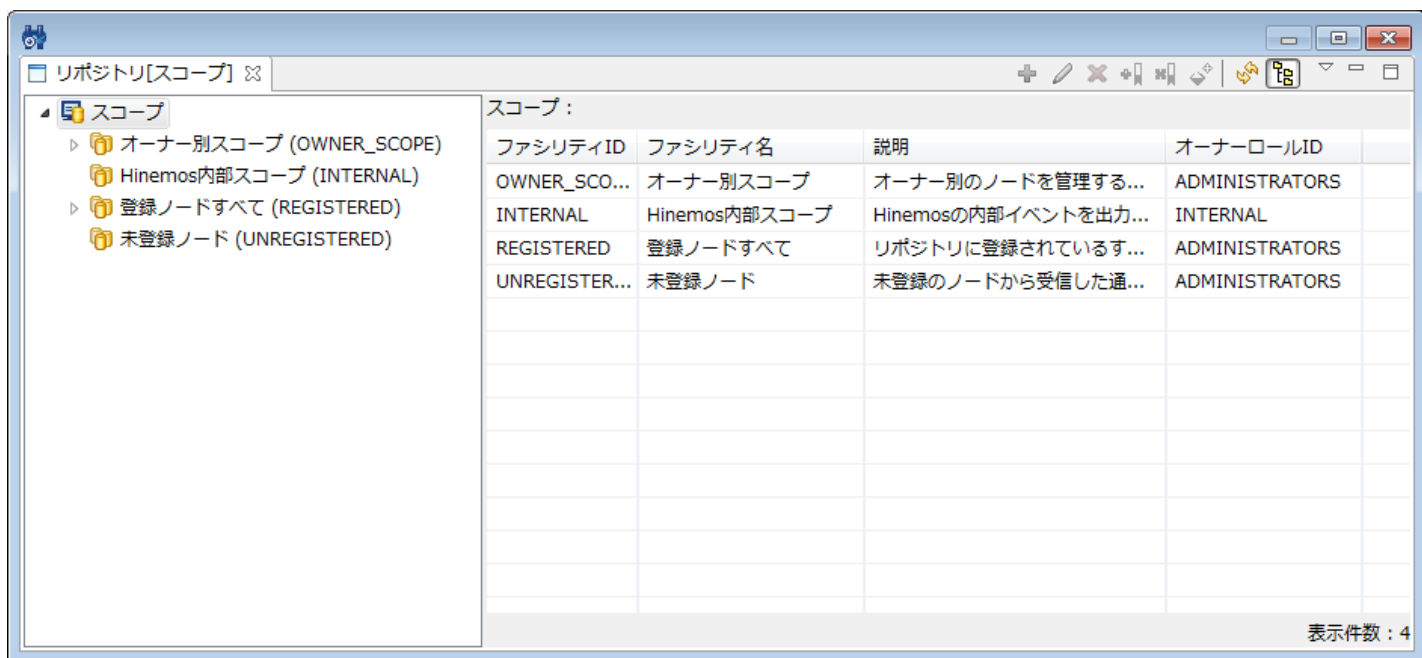 リポジトリ[スコープ]
スコープ
オーナー別スコープ (OWNER_SCOPE)
Hinemos内部スコープ (INTERNAL)
登録ノードすべて (REGISTERED)
未登録ノード (UNREGISTERED)
スコープ：
ファシリティID ファシリティ名 説明 オーナーロールID
OWNER_SCO... オーナー別スコープ オーナー別のノードを管理する... ADMINISTRATORS
INTERNAL Hinemos内部スコープ Hinemosの内部イベントを出力... INTERNAL
REGISTERED 登録ノードすべて リポジトリに登録されているす... ADMINISTRATORS
UNREGISTER... 未登録ノード 未登録のノードから受信した通... ADMINISTRATORS
表示件数：4